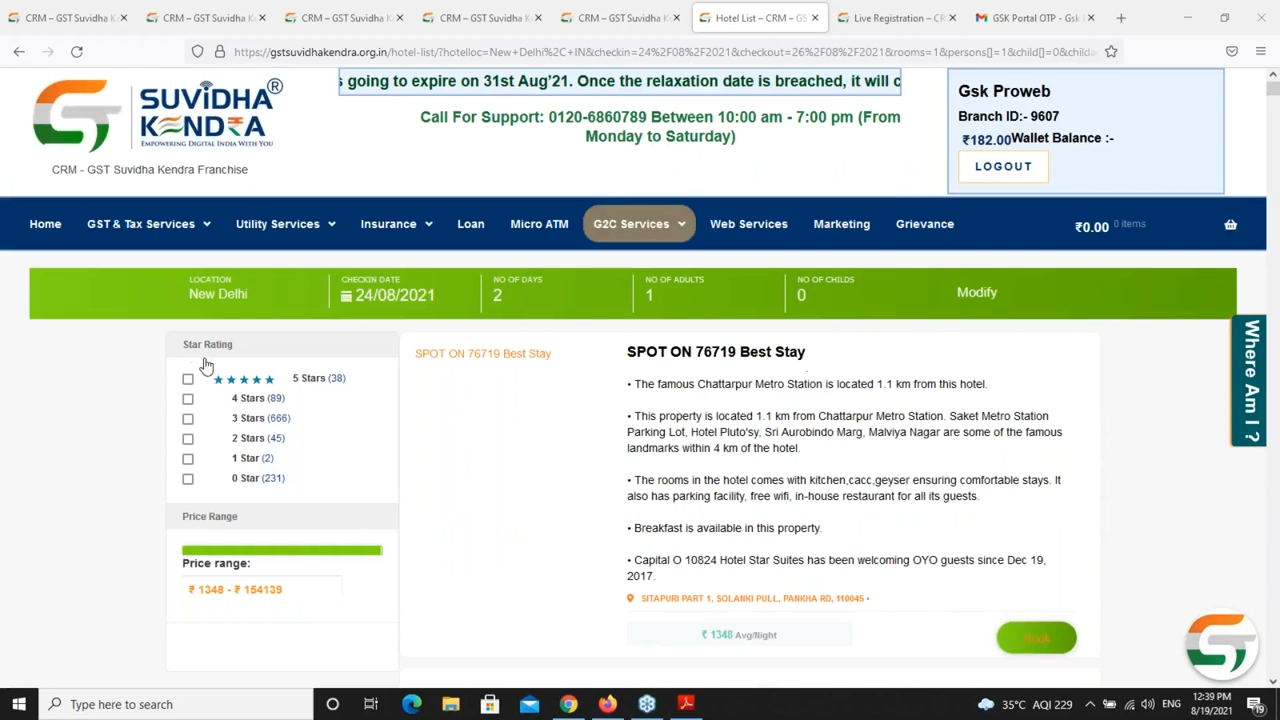 CRM – GST Suvidha K
CRM – GST Suvidha K
CRM – GST Suvidha K
CRM – GST Suvidha K
CRM – GST Suvidha K
Hotel List – CRM – GS
Live Registration – CR
GSK Portal OTP - Gsk
https://gstsuvidhakendra.org.in/hotel-list/?hotelloc=New+Delhi%2C+IN&checkin=24%2F08%2F2021&checkout=26%2F08%2F2021&rooms=1&persons[]=1&child[]=0&childa
SUVIDHA®
KENDRA
EMPOWERING DIGITAL INDIA WITH YOU
CRM - GST Suvidha Kendra Franchise
s going to expire on 31st Aug'21. Once the relaxation date is breached, it will c
Call For Support: 0120-6860789 Between 10:00 am - 7:00 pm (From
Monday to Saturday)
Gsk Proweb
Branch ID:- 9607
₹182.00Wallet Balance :-
LOGOUT
Home GST & Tax Services Utility Services Insurance Loan Micro ATM G2C Services Web Services Marketing Grievance ₹0.00 0 items
LOCATION CHECKIN DATE NO OF DAYS NO OF ADULTS NO OF CHILDS
New Delhi 24/08/2021 2 1 0 Modify
Where Am I ?
Star Rating
5 Stars (38)
4 Stars (89)
3 Stars (666)
2 Stars (45)
1 Star (2)
0 Star (231)
Price Range
Price range:
₹ 1348 - ₹ 154139
SPOT ON 76719 Best Stay
SPOT ON 76719 Best Stay
• The famous Chattarpur Metro Station is located 1.1 km from this hotel.
• This property is located 1.1 km from Chattarpur Metro Station. Saket Metro Station
Parking Lot, Hotel Pluto'sy, Sri Aurobindo Marg, Malviya Nagar are some of the famous
landmarks within 4 km of the hotel.
• The rooms in the hotel comes with kitchen,cacc,geyser ensuring comfortable stays. It
also has parking facility, free wifi, in-house restaurant for all its guests.
• Breakfast is available in this property.
• Capital O 10824 Hotel Star Suites has been welcoming OYO guests since Dec 19,
2017.
SITAPURI PART 1, SOLANKI PULL, PANKHA RD, 110045 •
₹ 1348 Avg/Night
Book
Type here to search
35°C AQI 229
ENG
12:39 PM
8/19/2021
19